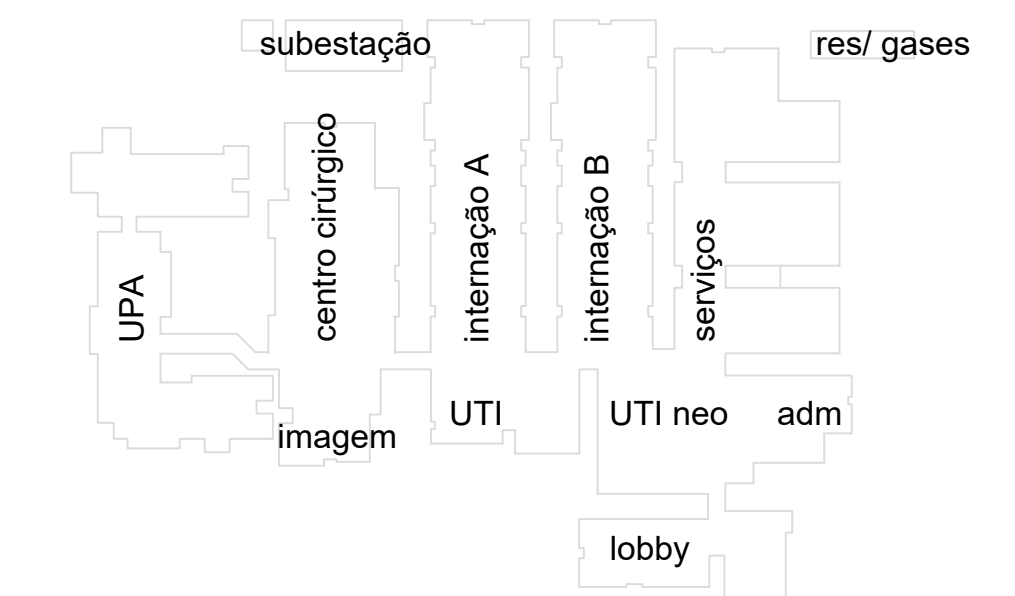 subestação
res/ gases
centro cirúrgico
internação A
internação B
serviços
UPA
UTI
UTI neo
adm
imagem
lobby